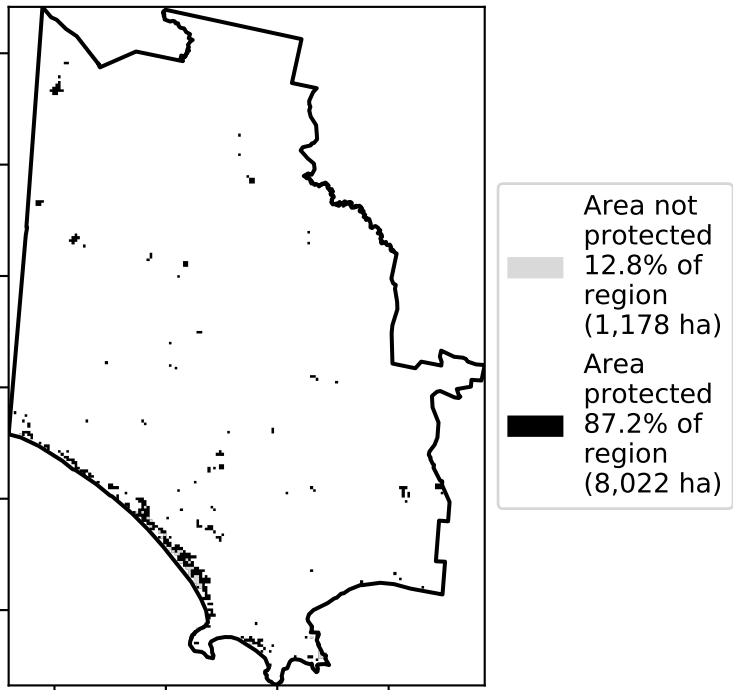 Area not
protected
12.8% of
region
(1,178 ha)
Area
protected
87.2% of
region
(8,022 ha)